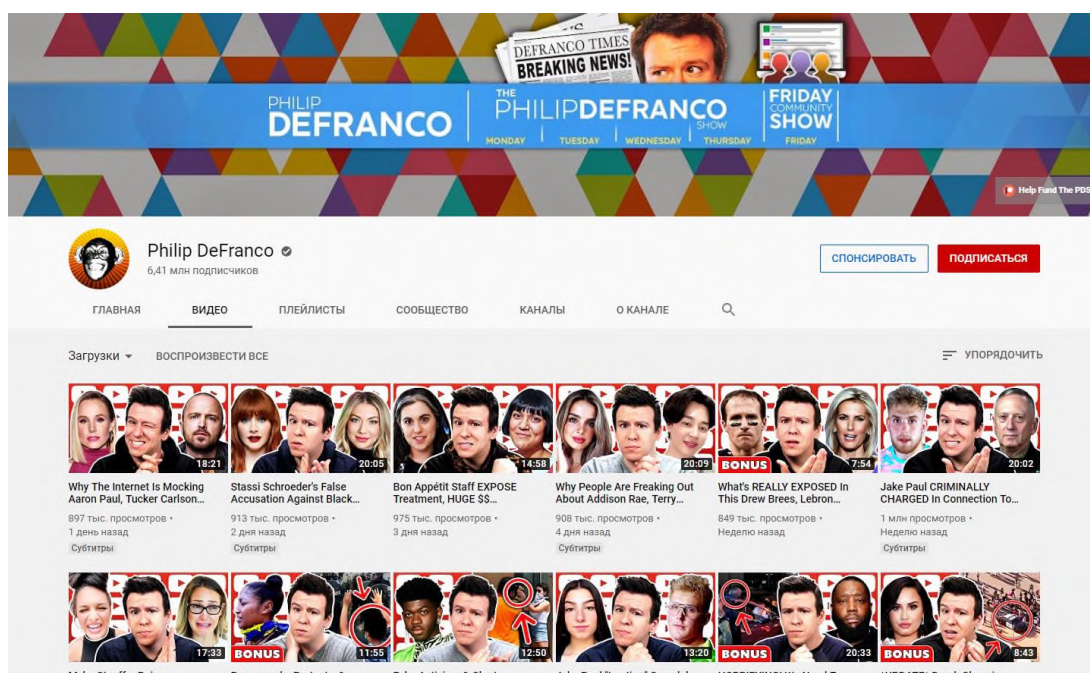 DEFRANCO TIMES
BREAKING NEWS!
PHILIP
DEFRANCO
THE
PHILIPDEFRANCO
SHOW
MONDAY
TUESDAY
WEDNESDAY
THURSDAY
FRIDAY
COMMUNITY
SHOW
FRIDAY
Help Fund The PDS
Philip DeFranco
6,41 млн подписчиков
СПОНСИРОВАТЬ
ПОДПИСАТЬСЯ
ГЛАВНАЯ
ВИДЕО
ПЛЕЙЛИСТЫ
СООБЩЕСТВО
КАНАЛЫ
О КАНАЛЕ
Загрузки
ВОСПРОИЗВЕСТИ ВСЕ
УПОРЯДОЧИТЬ
18:21
Why The Internet Is Mocking
Aaron Paul, Tucker Carlson...
897 тыс. просмотров •
1 день назад
Субтитры
20:05
Stassi Schroeder's False
Accusation Against Black...
913 тыс. просмотров •
2 дня назад
Субтитры
14:58
Bon Appétit Staff EXPOSE
Treatment, HUGE $$...
975 тыс. просмотров •
3 дня назад
20:09
Why People Are Freaking Out
About Addison Rae, Terry...
908 тыс. просмотров •
4 дня назад
Субтитры
BONUS
7:54
What's REALLY EXPOSED In
This Drew Brees, Lebron...
849 тыс. просмотров •
Неделю назад
20:02
Jake Paul CRIMINALLY
CHARGED In Connection To...
1 млн просмотров •
Неделю назад
Субтитры
17:33
BONUS
11:55
12:50
13:20
BONUS
20:33
BONUS
8:43